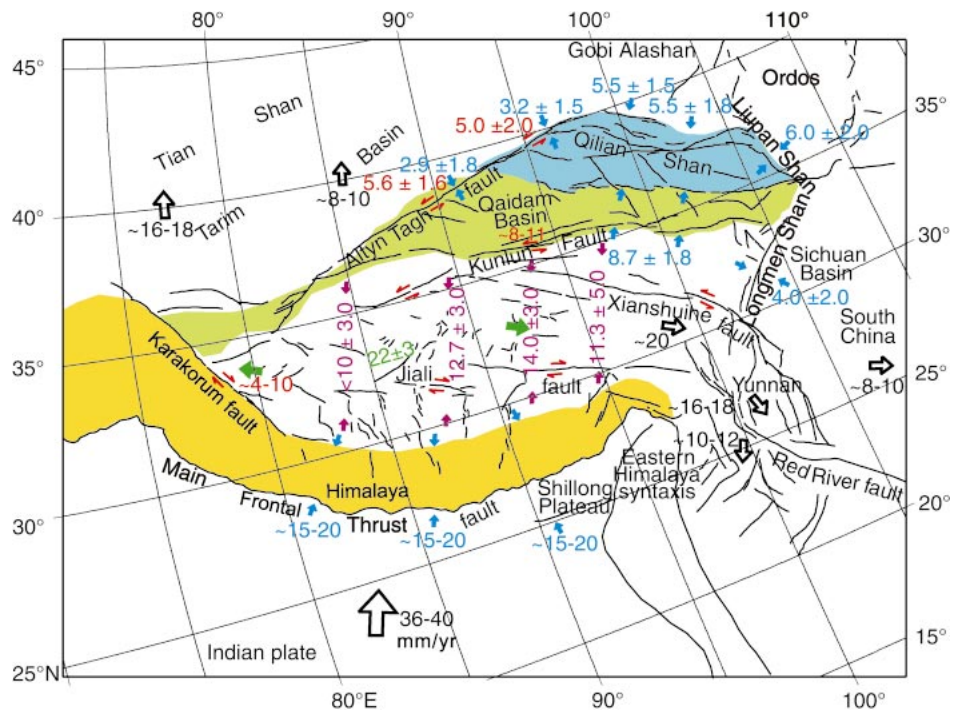 80°
90°
100°
110°
45°
40°
35°
30°
25°N
35°
30°
25°
20°
15°
80°E
90°
100°
Gobi Alashan
Ordos
Tian
Shan
Tarim
Basin
~16-18
~8-10
5.5 ± 1.5
3.2 ± 1.5
5.5 ± 1.8
5.0 ±2.0
6.0 ± 2.0
2.9 ±1.8
5.6 ± 1.6
Qilian
Shan
Liupan Shan
Altyn Tagh
fault
Qaidam
Basin
~8-11
Kunlun
Fault
8.7 ± 1.8
Longmen Shan
Sichuan
Basin
4.0 ±2.0
South
China
~8-10
Xianshuihe
fault
~20
<10 ± 3.0
12.7 ± 3.0
14.0 ±3.0
11.3 ± 5.0
22±3
Jiali
fault
Karakorum fault
~4-10
Yunnan
~16-18
~10-12
Eastern
Himalaya
syntaxis
Red River fault
Main
Frontal
Thrust
fault
Himalaya
Shillong
Plateau
~15-20
~15-20
~15-20
36-40
mm/yr
Indian plate